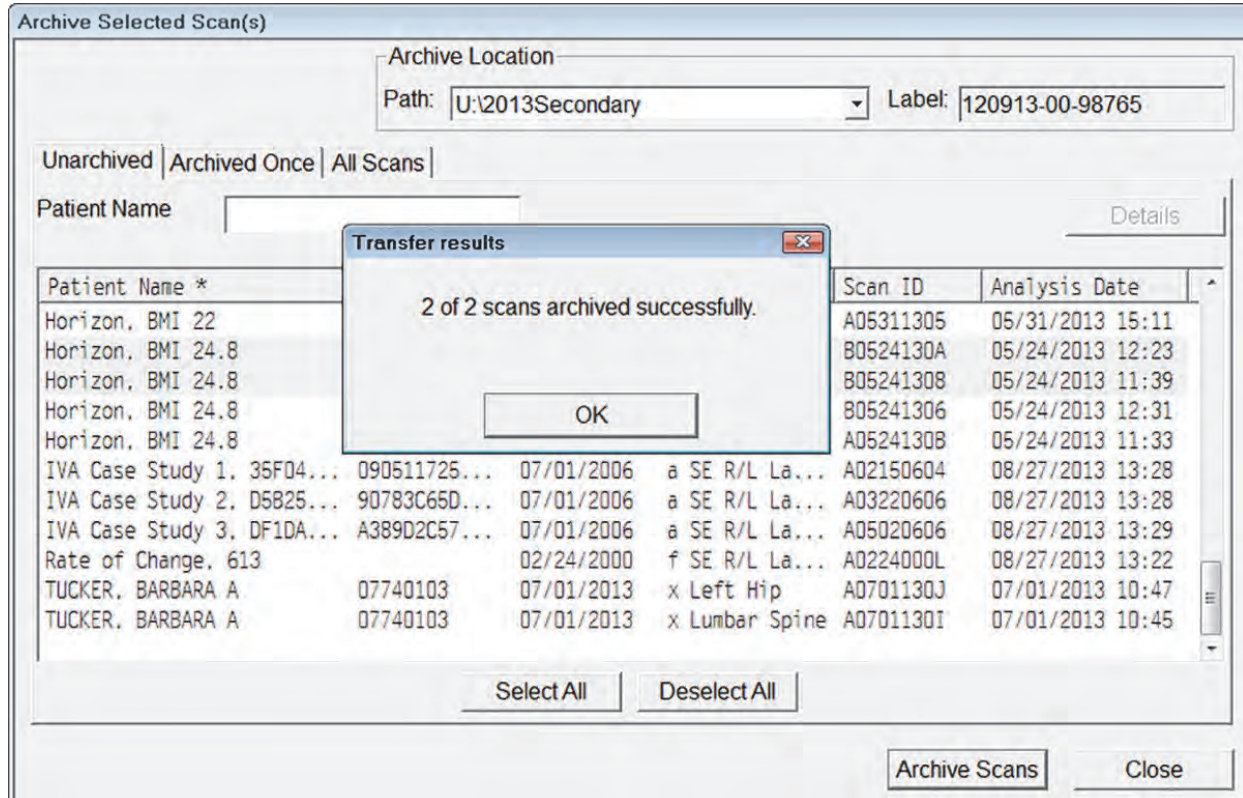 Archive Selected Scan(s)
Archive Location
Path: U:\2013Secondary Label: 120913-00-98765
Unarchived Archived Once All Scans
Patient Name
Details
Transfer results
2 of 2 scans archived successfully.
OK
Patient Name * Scan ID Analysis Date
Horizon, BMI 22 A05311305 05/31/2013 15:11
Horizon, BMI 24.8 B0524130A 05/24/2013 12:23
Horizon, BMI 24.8 B05241308 05/24/2013 11:39
Horizon, BMI 24.8 B05241306 05/24/2013 12:31
Horizon, BMI 24.8 A0524130B 05/24/2013 11:33
IVA Case Study 1, 35F04... 090511725... 07/01/2006 a SE R/L La... A02150604 08/27/2013 13:28
IVA Case Study 2, D5B25... 90783C65D... 07/01/2006 a SE R/L La... A03220606 08/27/2013 13:28
IVA Case Study 3, DF1DA... A389D2C57... 07/01/2006 a SE R/L La... A05020606 08/27/2013 13:29
Rate of Change, 613 02/24/2000 f SE R/L La... A0224000L 08/27/2013 13:22
TUCKER, BARBARA A 07740103 07/01/2013 x Left Hip A0701130J 07/01/2013 10:47
TUCKER, BARBARA A 07740103 07/01/2013 x Lumbar Spine A0701130I 07/01/2013 10:45
Select All Deselect All
Archive Scans Close